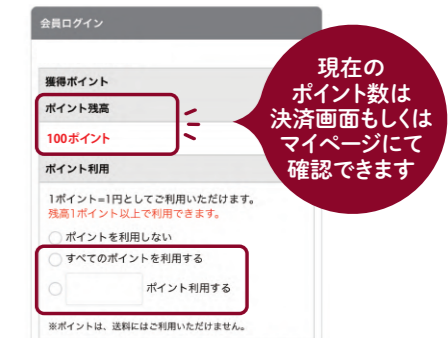 会員ログイン
獲得ポイント
ポイント残高
100ポイント
ポイント利用
1ポイント=1円としてご利用いただけます。
残高1ポイント以上で利用できます。
ポイントを利用しない
すべてのポイントを利用する
ポイント利用する
※ポイントは、送料にはご利用いただけません。
現在の
ポイント数は
決済画面もしくは
マイページにて
確認できます